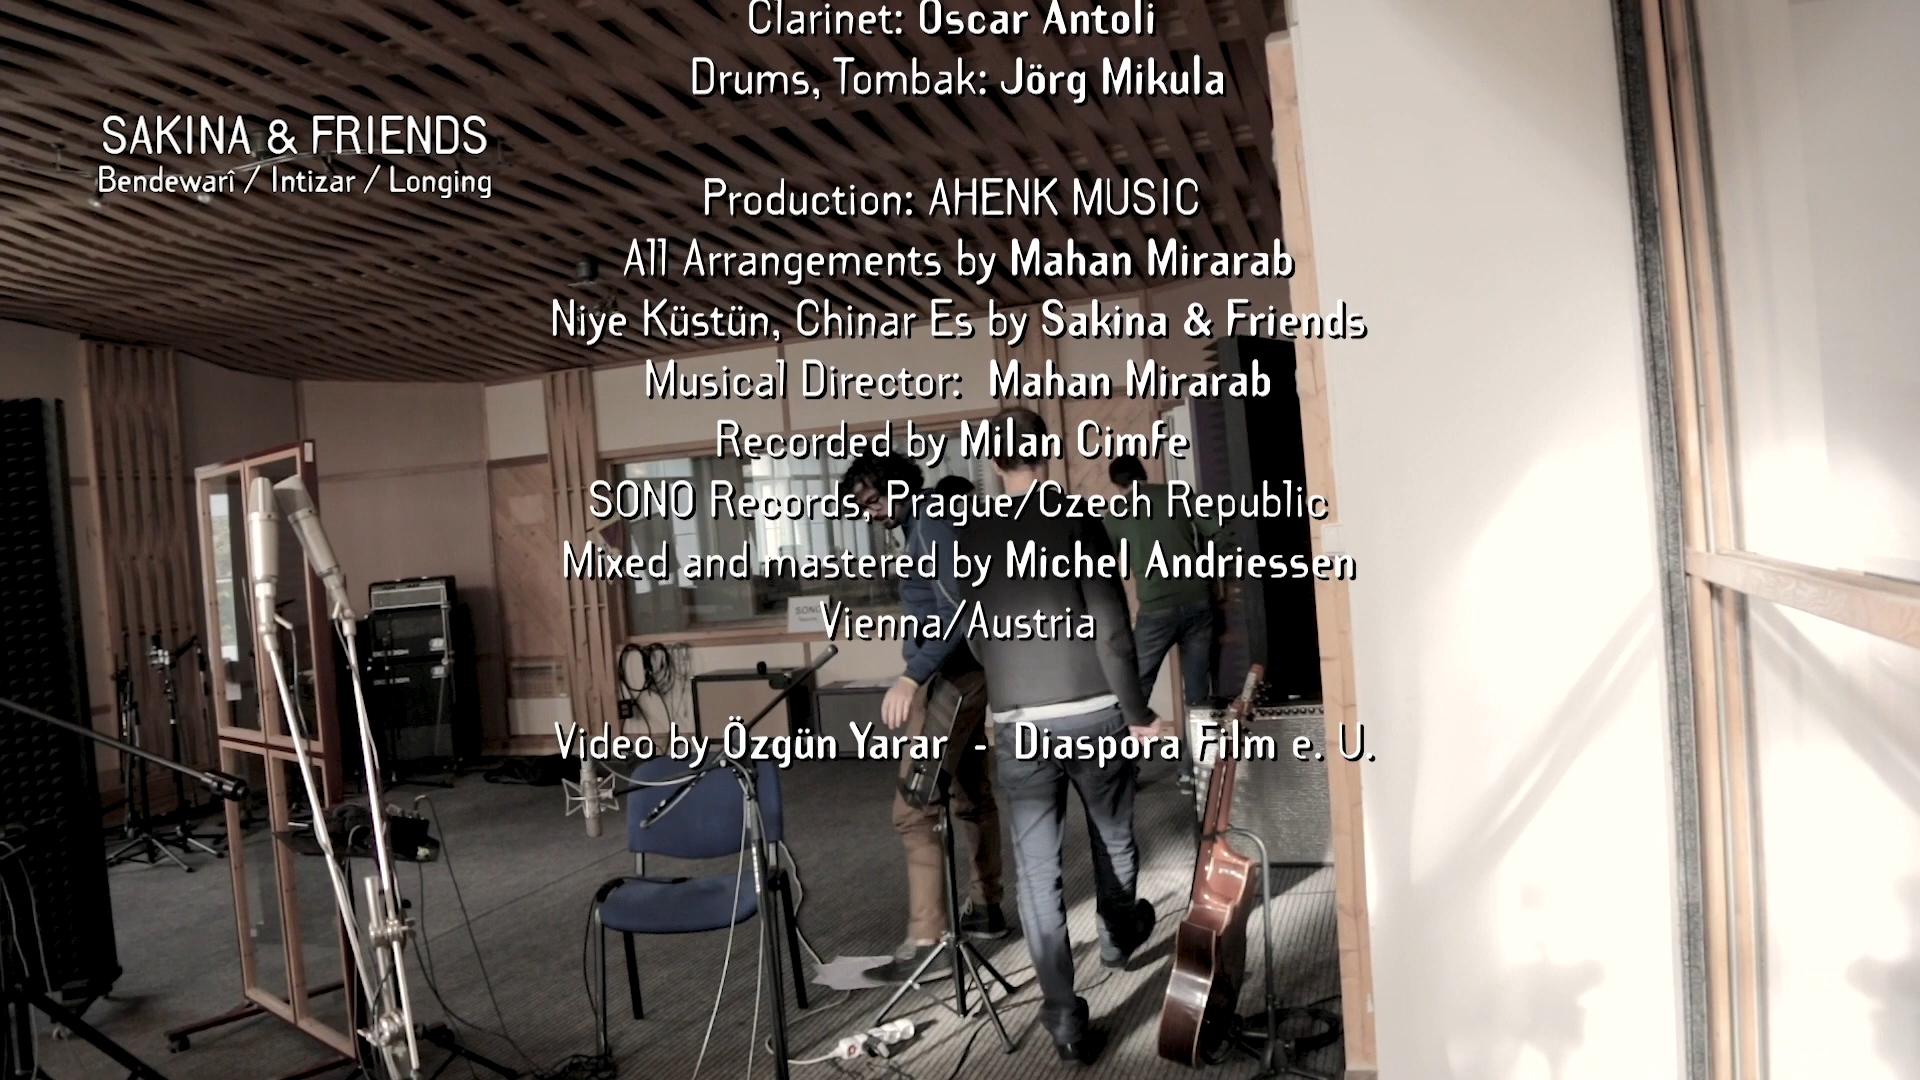 Clarinet: Oscar Antoli
Drums, Tombak: Jörg Mikula
SAKINA & FRIENDS
Bendewarî / Intizar / Longing
Production: AHENK MUSIC
All Arrangements by Mahan Mirarab
Niye Küstün, Chinar Es by Sakina & Friends
Musical Director: Mahan Mirarab
Recorded by Milan Cimfe
SONO Records, Prague/Czech Republic
Mixed and mastered by Michel Andriessen
SONO
Vienna/Austria
Video by Özgün Yarar - Diaspora Film e. U.